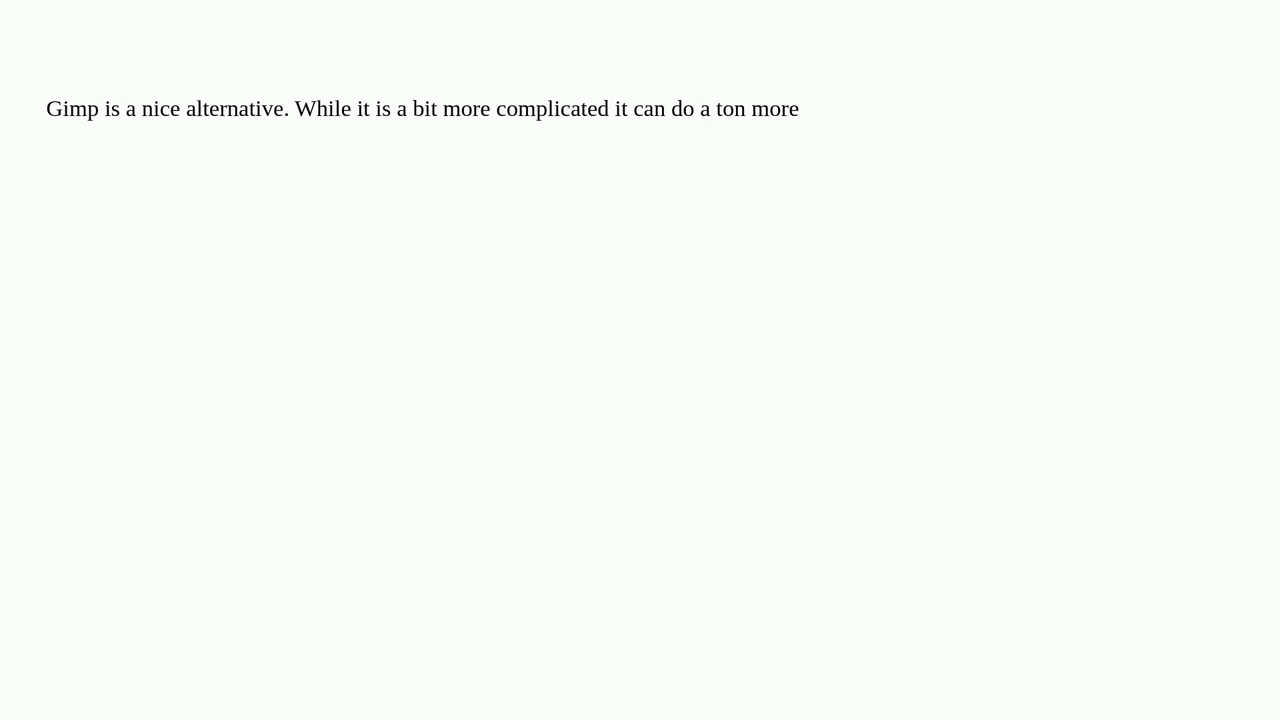 Gimp is a nice alternative. While it is a bit more complicated it can do a ton more